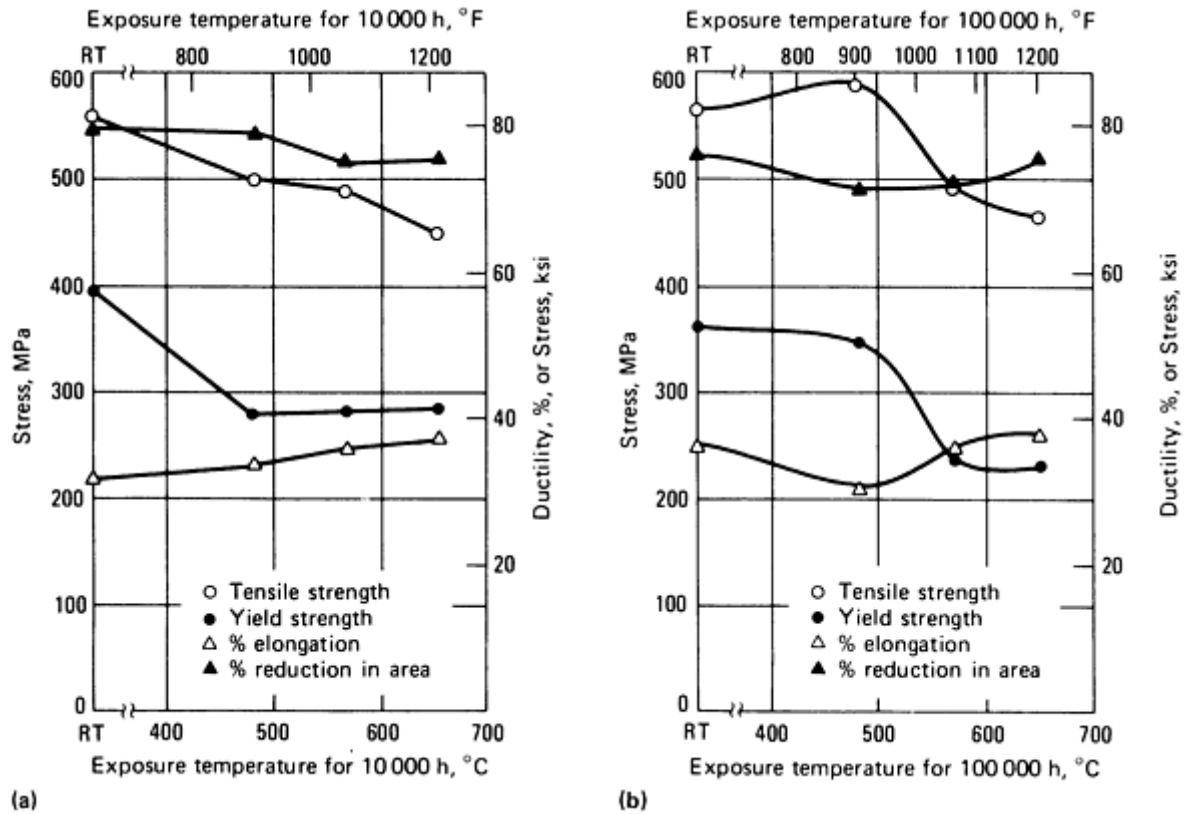 Exposure temperature for 10 000 h, °F
RT 800 1000 1200
600
500
400
300
200
100
0
Stress, MPa
80
60
40
20
Ductility, %, or Stress, ksi
○ Tensile strength
● Yield strength
△ % elongation
▲ % reduction in area
RT 400 500 600 700
Exposure temperature for 10 000 h, °C
(a)
Exposure temperature for 100 000 h, °F
RT 800 900 1000 1100 1200
600
500
400
300
200
100
0
Stress, MPa
80
60
40
20
Ductility, %, or Stress, ksi
○ Tensile strength
● Yield strength
△ % elongation
▲ % reduction in area
RT 400 500 600 700
Exposure temperature for 100 000 h, °C
(b)